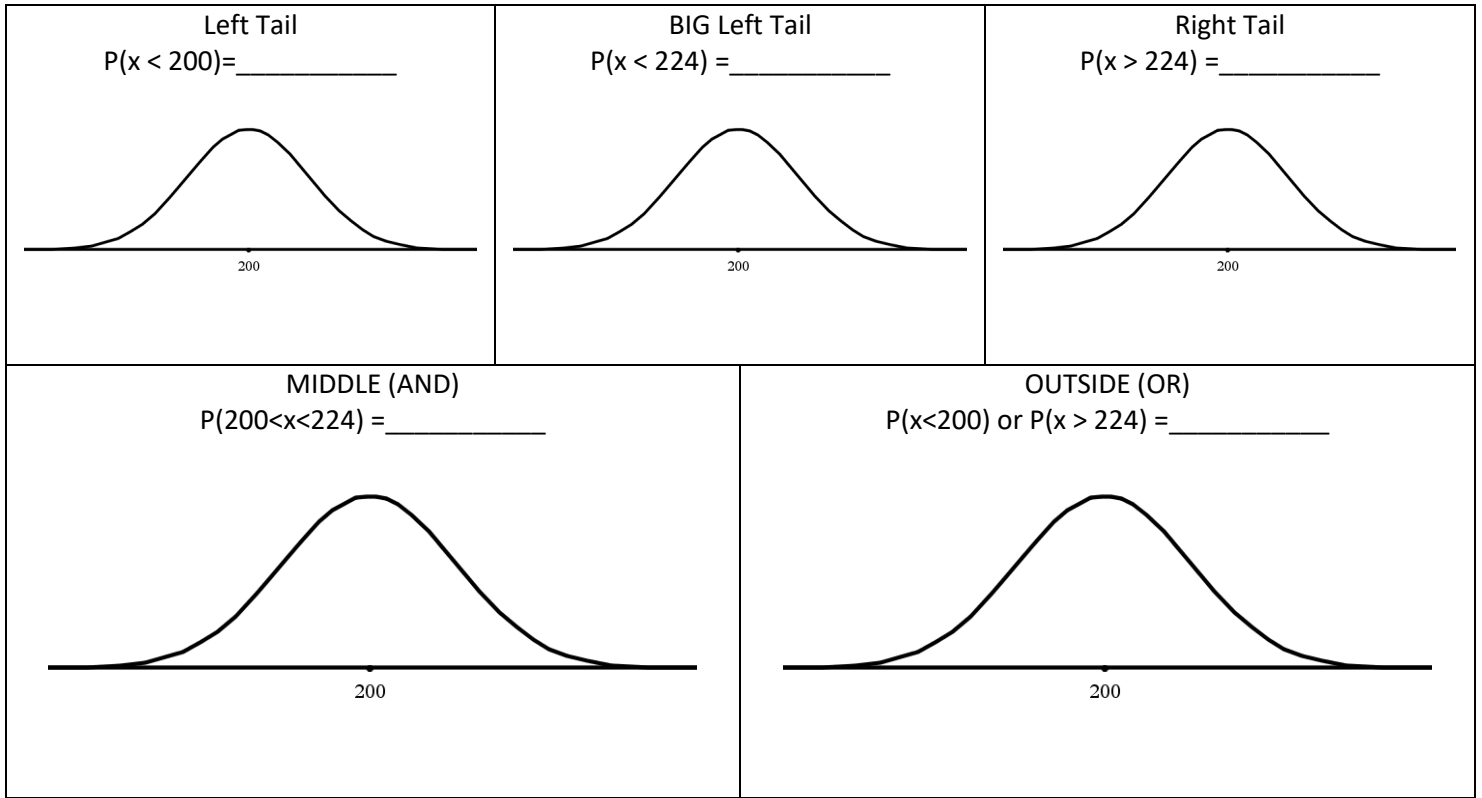 Left Tail
P(x < 200)=___________
200
BIG Left Tail
P(x < 224) =___________
200
Right Tail
P(x > 224) =___________
200
MIDDLE (AND)
P(200<x<224) =___________
200
OUTSIDE (OR)
P(x<200) or P(x > 224) =___________
200